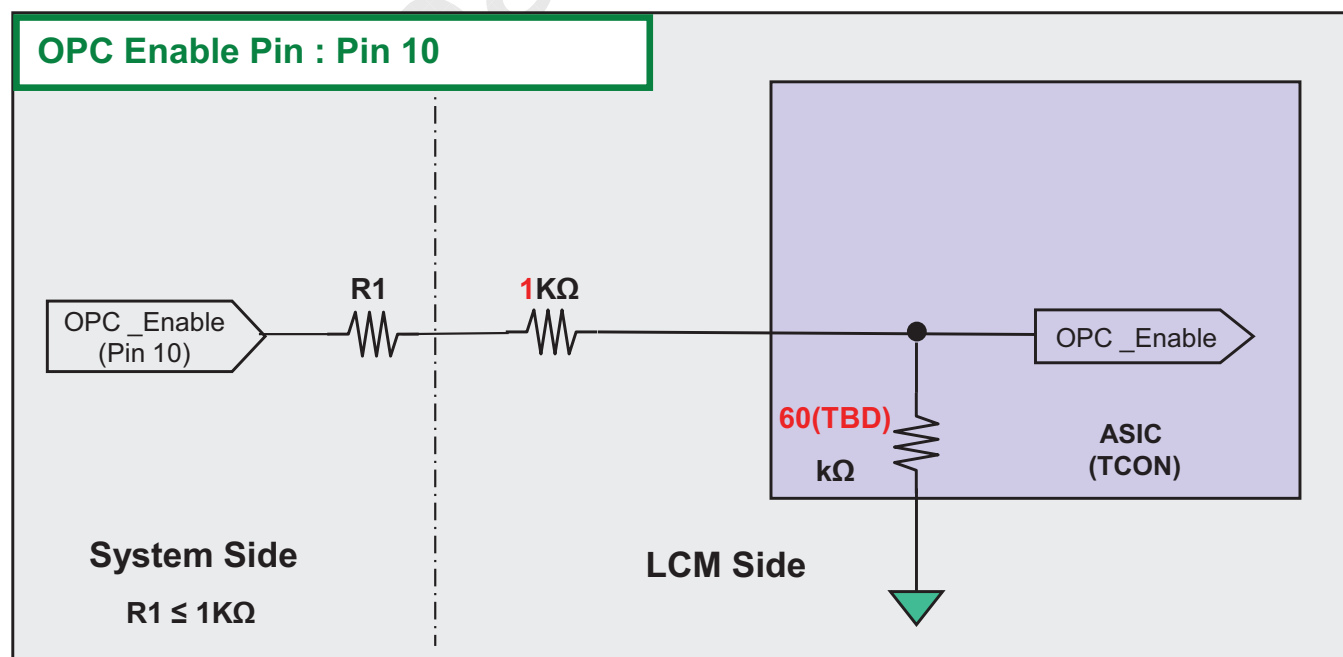 OPC Enable Pin : Pin 10
R1
1KΩ
OPC _Enable
(Pin 10)
OPC _Enable
60(TBD)
kΩ
ASIC
(TCON)
System Side
LCM Side
R1 ≤ 1KΩ